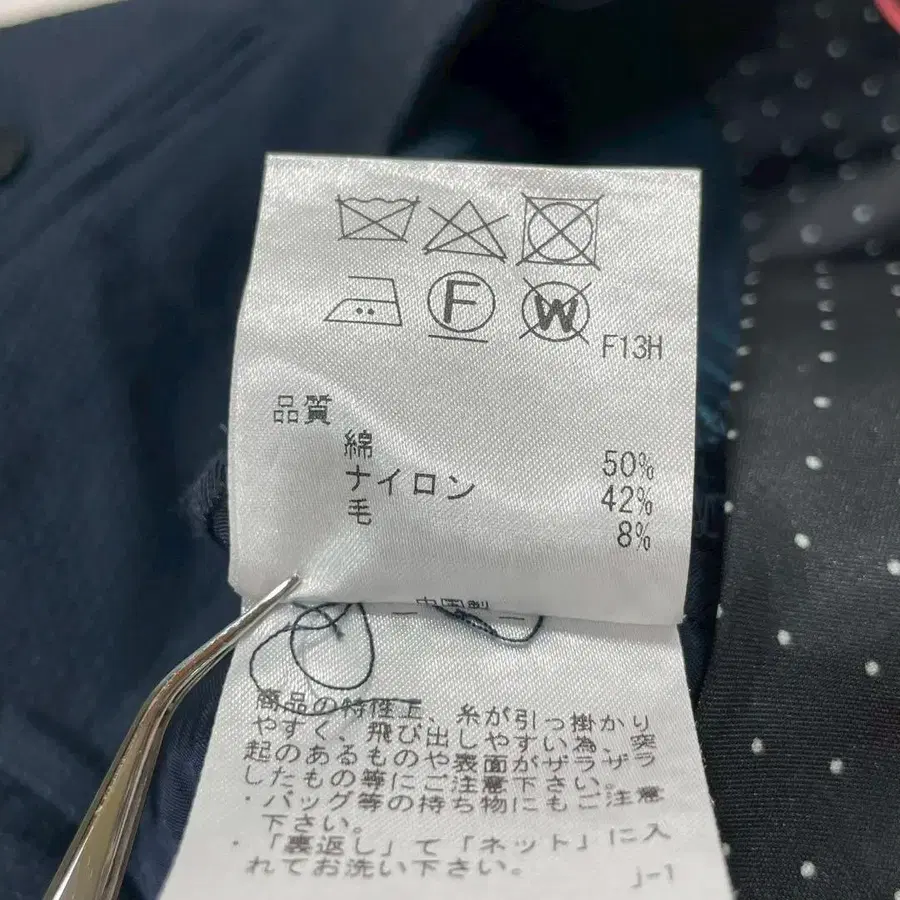 F
W
F13H
品質
綿 50%
ナイロン 42%
毛 8%
中国製
商品の特性上、糸が引っ掛かり
やすく、飛び出しやすい為、突
起のあるものや表面がザラザラ
したもの等にご注意下さい。
・バッグ等の持ち物にもご注意
下さい。
・「裏返し」て「ネット」に入
れてお洗い下さい。
J-1